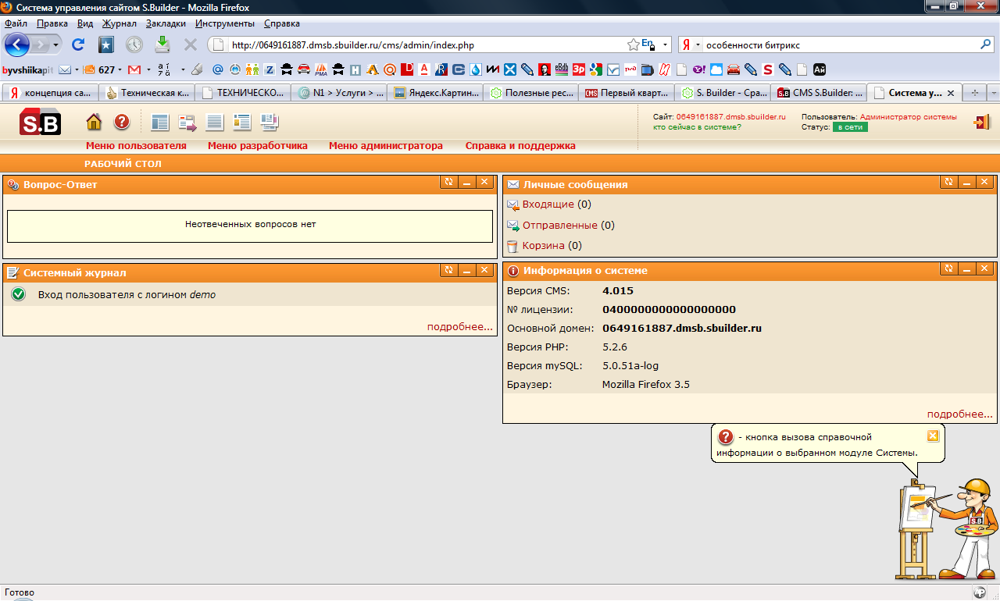 Система управления сайтом S.Builder - Mozilla Firefox
Файл Правка Вид Журнал Закладки Инструменты Справка
http://0649161887.dmsb.sbuilder.ru/cms/admin/index.php
особенности битрикс
byvshiikapit 627
концепция са... Техническая к... ТЕХНИЧЕСКО... N1 > Услуги > ... Яндекс.Картин... Полезные рес... Первый кварт... S. Builder - Сра... CMS S.Builder: ... Система у...
S.B
Сайт: 0649161887.dmsb.sbuilder.ru
кто сейчас в системе?
Пользователь: Администратор системы
Статус: в сети
Меню пользователя Меню разработчика Меню администратора Справка и поддержка
РАБОЧИЙ СТОЛ
Вопрос-Ответ
Неотвеченных вопросов нет
Системный журнал
Вход пользователя с логином demo
подробнее...
Личные сообщения
Входящие (0)
Отправленные (0)
Корзина (0)
Информация о системе
Версия CMS: 4.015
№ лицензии: 0400000000000000000
Основной домен: 0649161887.dmsb.sbuilder.ru
Версия PHP: 5.2.6
Версия mySQL: 5.0.51a-log
Браузер: Mozilla Firefox 3.5
подробнее...
- кнопка вызова справочной
информации о выбранном модуле Системы.
S.B
Готово